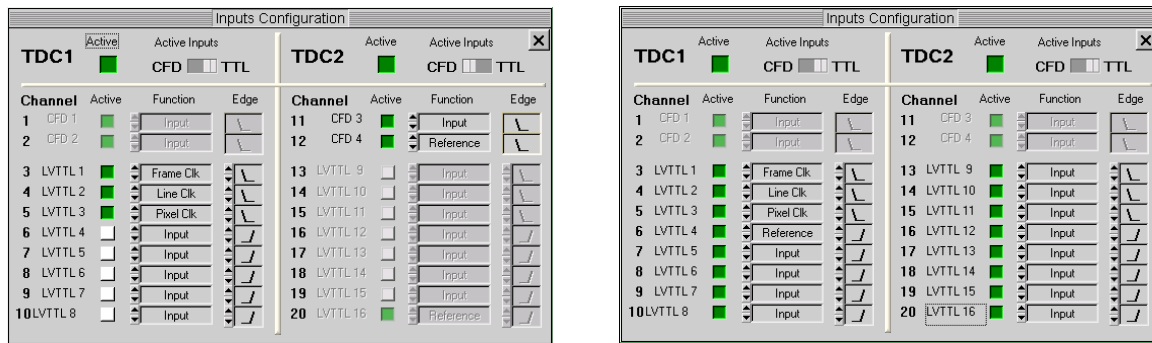 Inputs Configuration
TDC1 Active Active Inputs CFD TTL
TDC2 Active Active Inputs CFD TTL
Channel Active Function Edge Channel Active Function Edge
1 CFD 1 Input 11 CFD 3 Input
2 CFD 2 Input 12 CFD 4 Reference
3 LVTTL 1 Frame Clk 13 LVTTL 9 Input
4 LVTTL 2 Line Clk 14 LVTTL 10 Input
5 LVTTL 3 Pixel Clk 15 LVTTL 11 Input
6 LVTTL 4 Input 16 LVTTL 12 Input
7 LVTTL 5 Input 17 LVTTL 13 Input
8 LVTTL 6 Input 18 LVTTL 14 Input
9 LVTTL 7 Input 19 LVTTL 15 Input
10 LVTTL 8 Input 20 LVTTL 16 Reference
Inputs Configuration
TDC1 Active Active Inputs CFD TTL
TDC2 Active Active Inputs CFD TTL
Channel Active Function Edge Channel Active Function Edge
1 CFD 1 Input 11 CFD 3 Input
2 CFD 2 Input 12 CFD 4 Input
3 LVTTL 1 Frame Clk 13 LVTTL 9 Input
4 LVTTL 2 Line Clk 14 LVTTL 10 Input
5 LVTTL 3 Pixel Clk 15 LVTTL 11 Input
6 LVTTL 4 Reference 16 LVTTL 12 Input
7 LVTTL 5 Input 17 LVTTL 13 Input
8 LVTTL 6 Input 18 LVTTL 14 Input
9 LVTTL 7 Input 19 LVTTL 15 Input
10 LVTTL 8 Input 20 LVTTL 16 Input